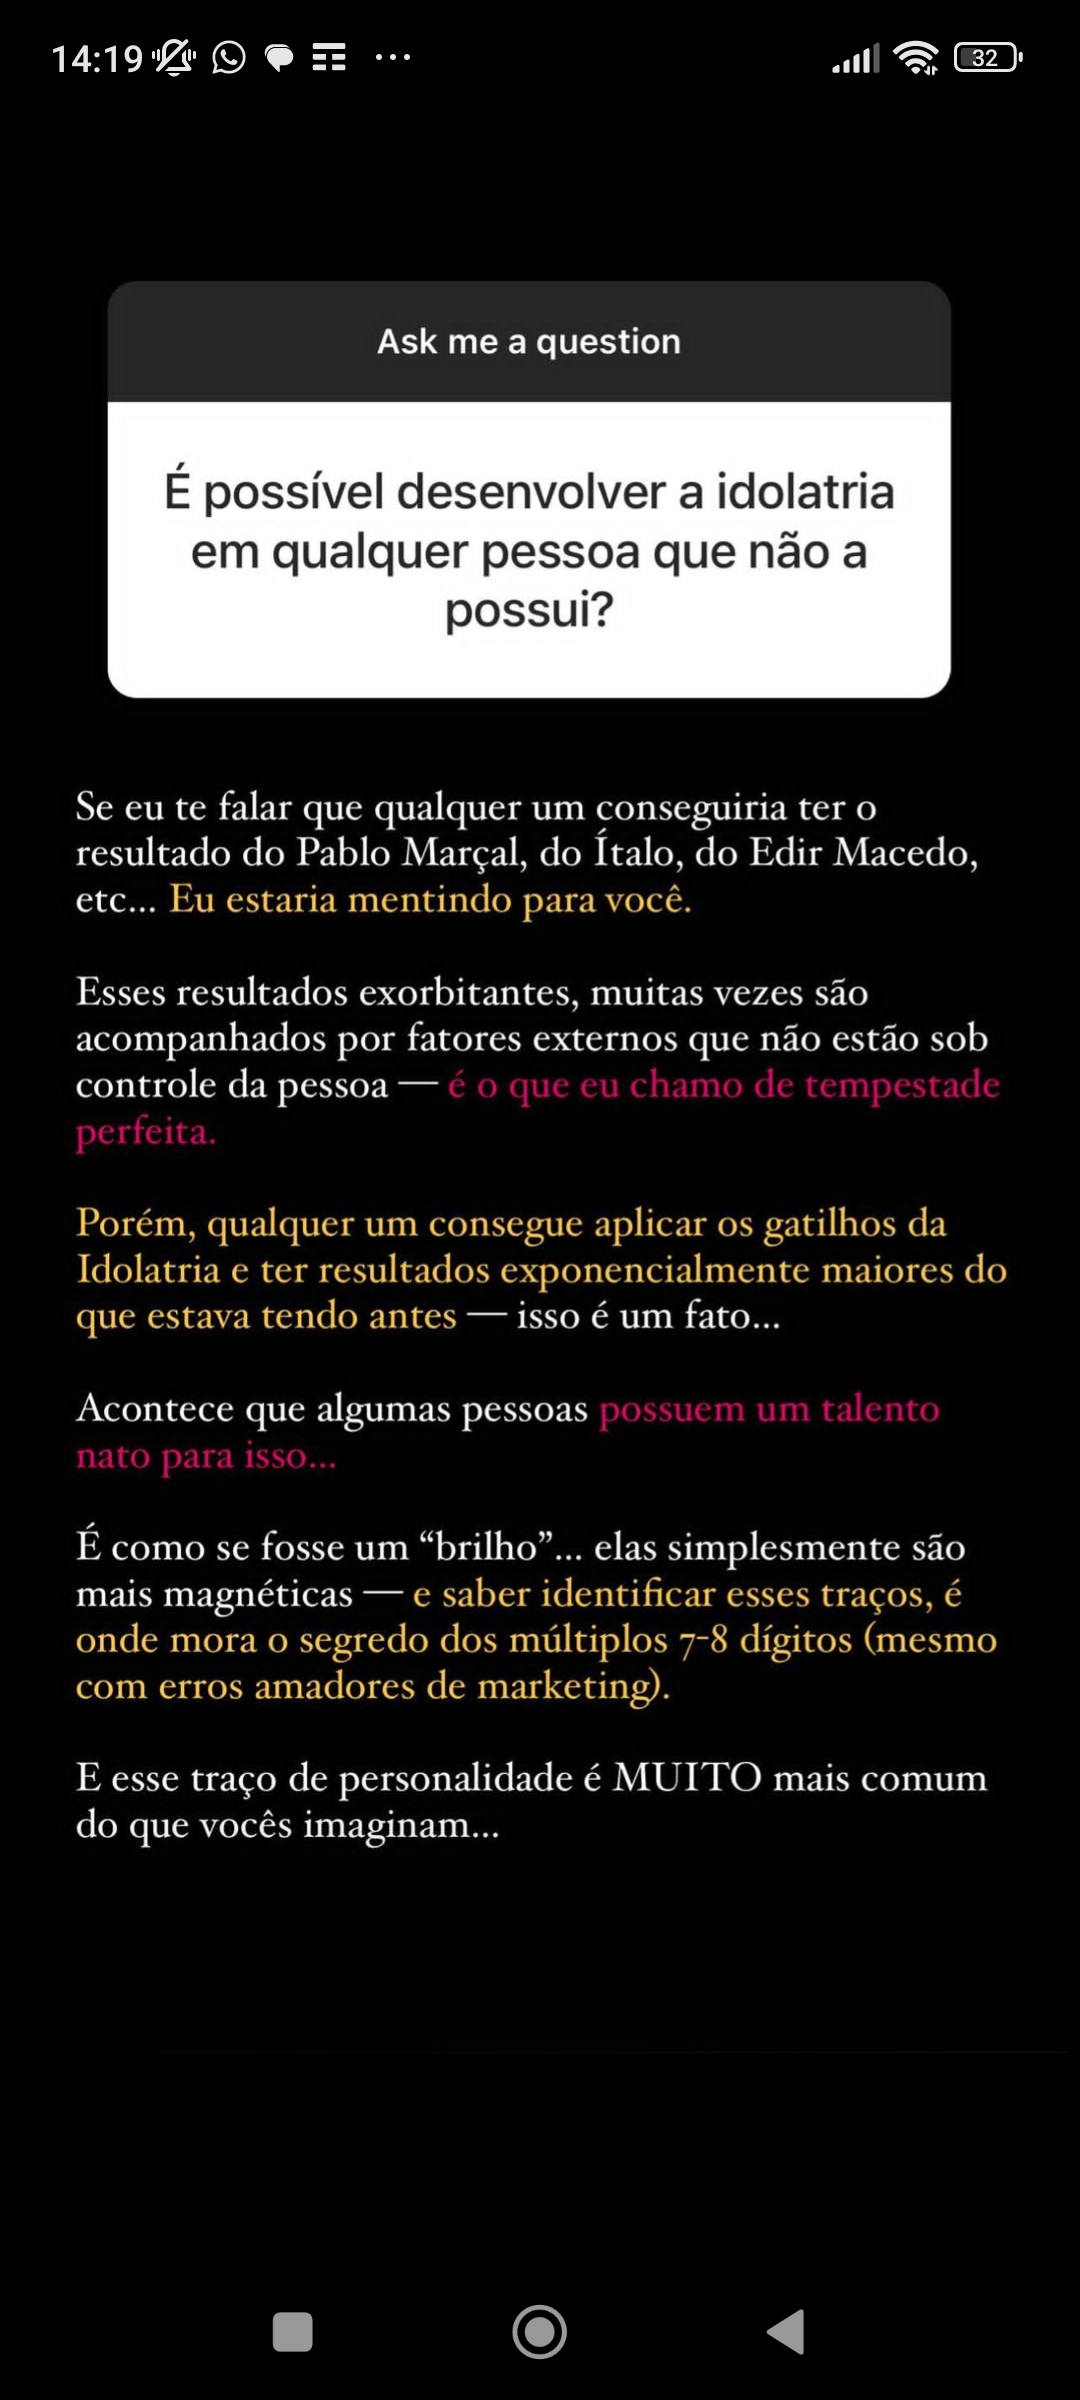 14:19
32
Ask me a question
É possível desenvolver a idolatria
em qualquer pessoa que não a
possui?
Se eu te falar que qualquer um conseguiria ter o
resultado do Pablo Marçal, do Ítalo, do Edir Macedo,
etc... Eu estaria mentindo para você.
Esses resultados exorbitantes, muitas vezes são
acompanhados por fatores externos que não estão sob
controle da pessoa — é o que eu chamo de tempestade
perfeita.
Porém, qualquer um consegue aplicar os gatilhos da
Idolatria e ter resultados exponencialmente maiores do
que estava tendo antes — isso é um fato...
Acontece que algumas pessoas possuem um talento
nato para isso...
É como se fosse um “brilho”... elas simplesmente são
mais magnéticas — e saber identificar esses traços, é
onde mora o segredo dos múltiplos 7-8 dígitos (mesmo
com erros amadores de marketing).
E esse traço de personalidade é MUITO mais comum
do que vocês imaginam...